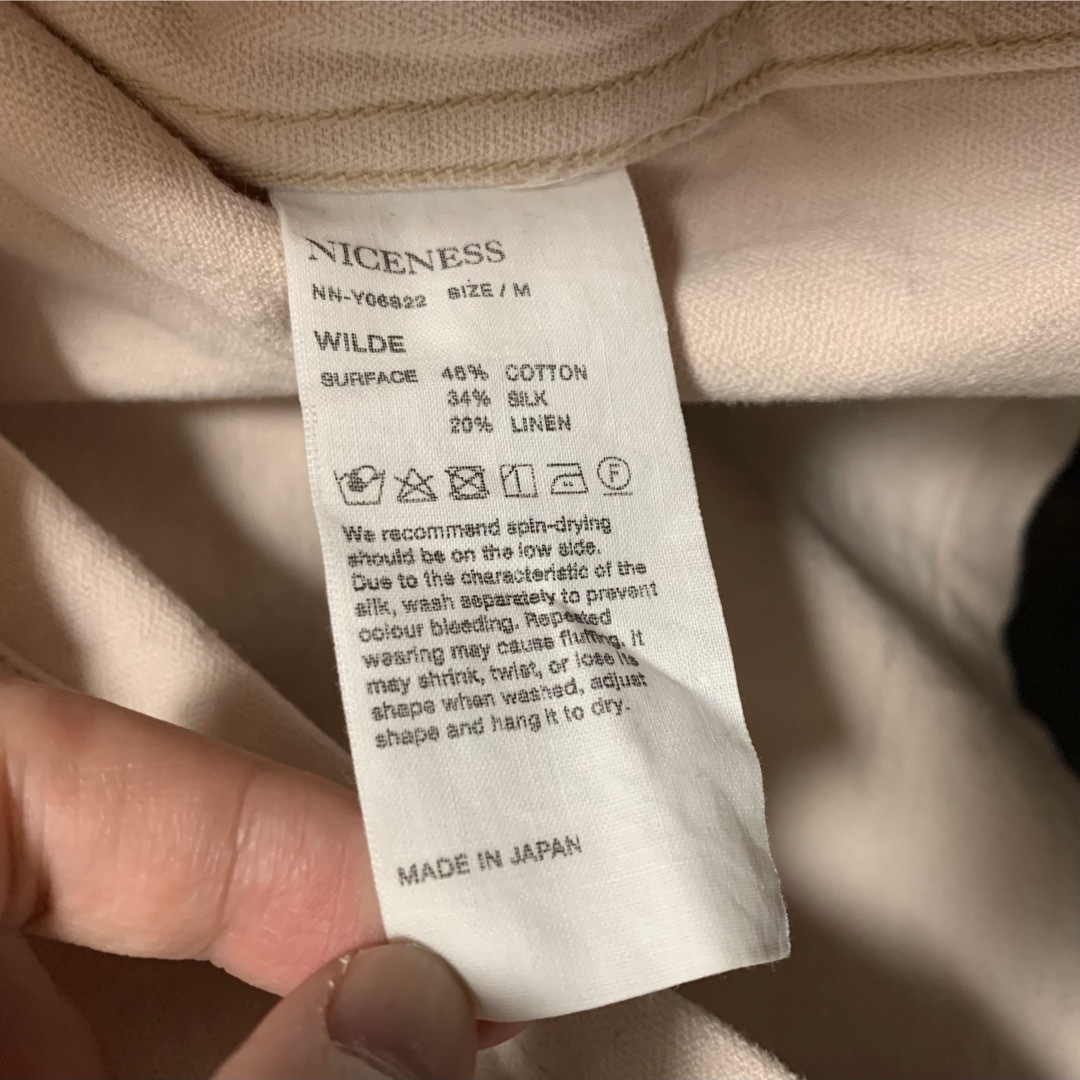 NICENESS
NN-Y06S22 SIZE / M
WILDE
SURFACE 46% COTTON
34% SILK
20% LINEN
F
We recommend spin-drying
should be on the low side.
Due to the characteristic of the
silk, wash separately to prevent
colour bleeding. Repeated
wearing may cause fluffing. It
may shrink, twist, or lose its
shape when washed, adjust
shape and hang it to dry.
MADE IN JAPAN